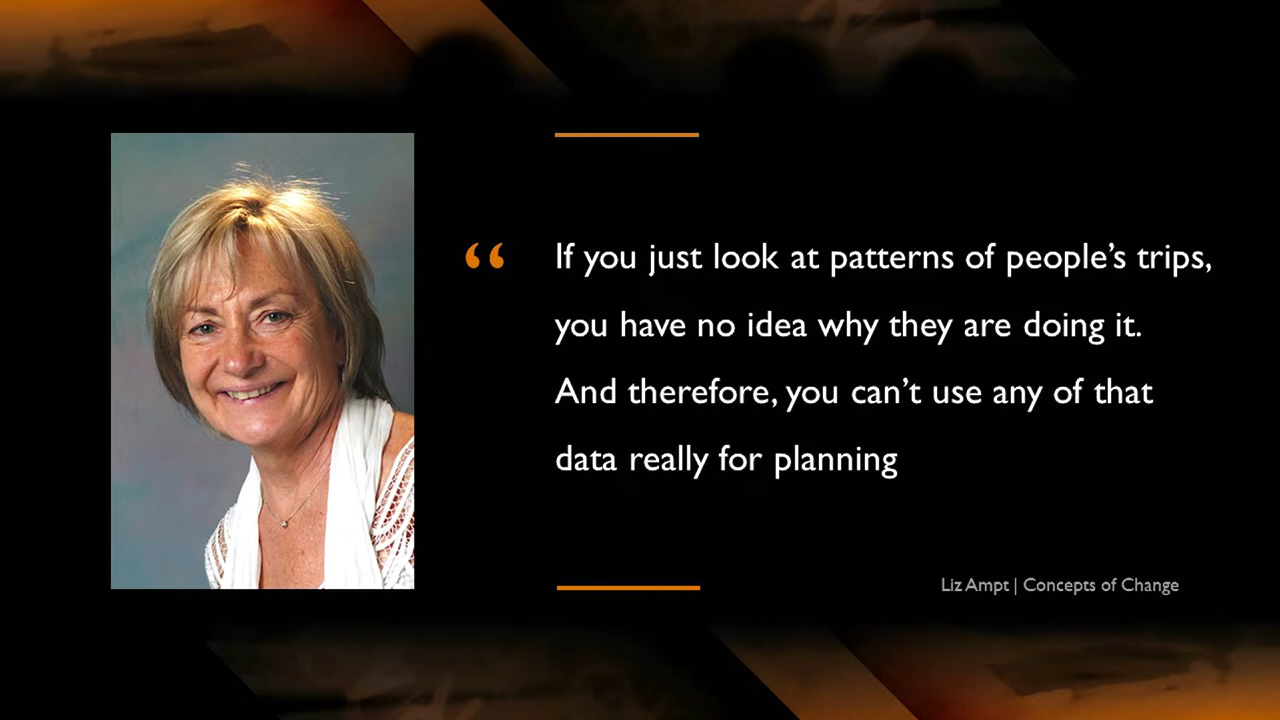 “ If you just look at patterns of people’s trips,
you have no idea why they are doing it.
And therefore, you can’t use any of that
data really for planning
Liz Ampt | Concepts of Change